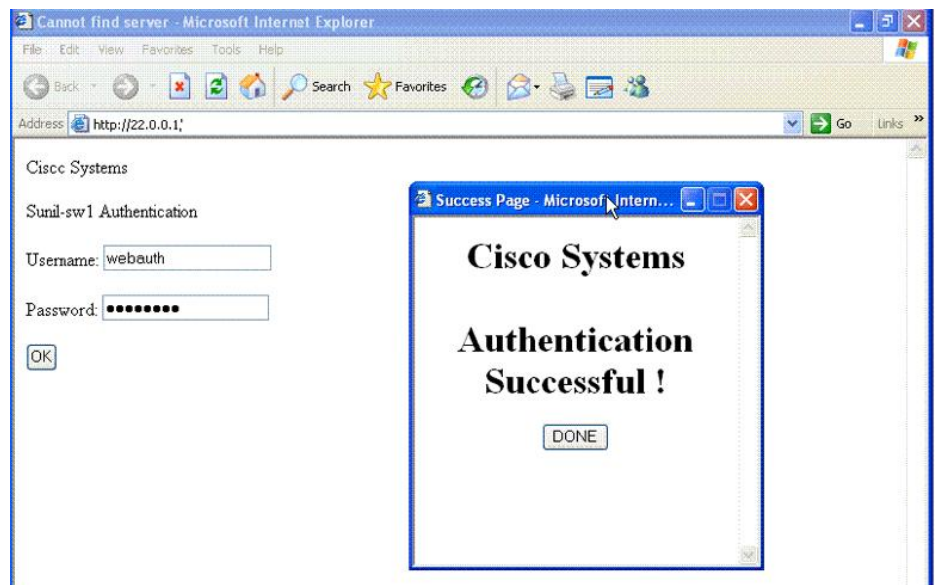 Cannot find server - Microsoft Internet Explorer
File Edit View Favorites Tools Help
Back Search Favorites
Address http://22.0.0.1/ Go Links »
Cisco Systems
Sunil-sw1 Authentication
Username: webauth
Password: ••••••••
OK
Success Page - Microsoft Intern...
Cisco Systems
Authentication
Successful !
DONE